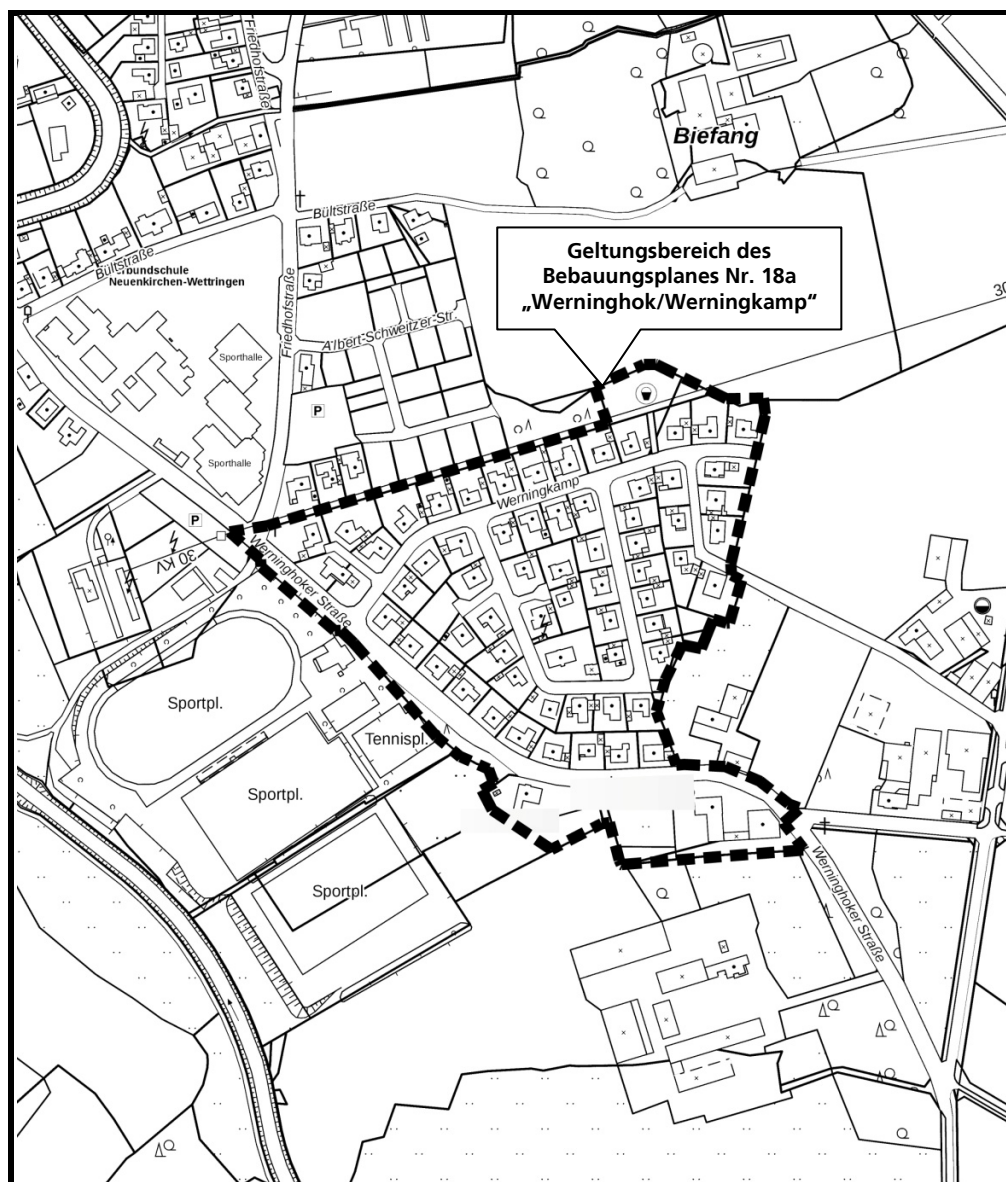 Friedhofstraße
Biefang
Bültstraße
Geltungsbereich des
Bebauungsplanes Nr. 18a
„Werninghok/Werningkamp“
Bültstraße
rbundschule
Neuenkirchen-Wettringen
30
Friedhofstraße
Albert-Schweitzer-Str.
Sporthalle
P
Sporthalle
Werningkamp
P
30 KV
Werninghoker Straße
Sportpl.
Tennispl.
Sportpl.
Sportpl.
Werninghoker Straße